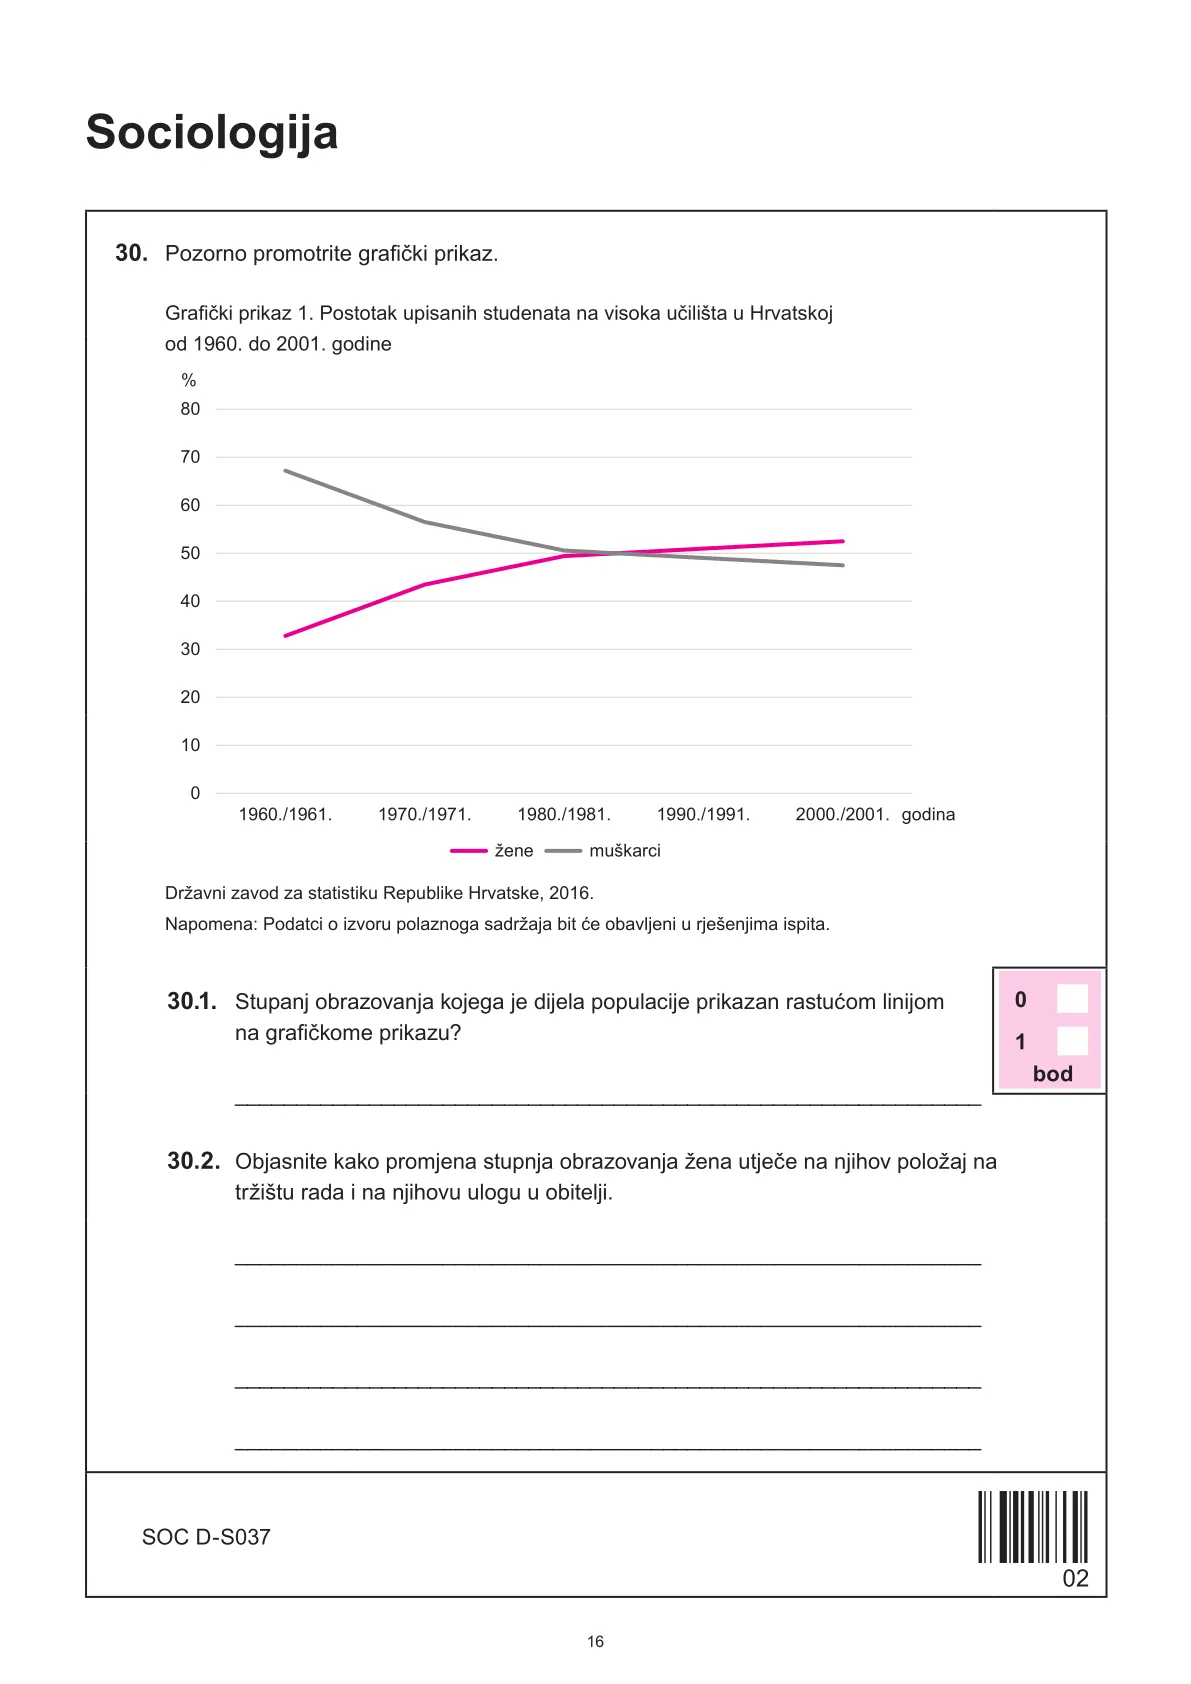 Sociologija
30. Pozorno promotrite grafički prikaz.
Grafički prikaz 1. Postotak upisanih studenata na visoka učilišta u Hrvatskoj
od 1960. do 2001. godine
%
80
70
60
50
40
30
20
10
0
1960./1961. 1970./1971. 1980./1981. 1990./1991. 2000./2001. godina
žene muškarci
Državni zavod za statistiku Republike Hrvatske, 2016.
Napomena: Podatci o izvoru polaznoga sadržaja bit će obavljeni u rješenjima ispita.
30.1. Stupanj obrazovanja kojega je dijela populacije prikazan rastućom linijom
na grafičkome prikazu?
0
1
bod
30.2. Objasnite kako promjena stupnja obrazovanja žena utječe na njihov položaj na
tržištu rada i na njihovu ulogu u obitelji.
SOC D-S037
02
16